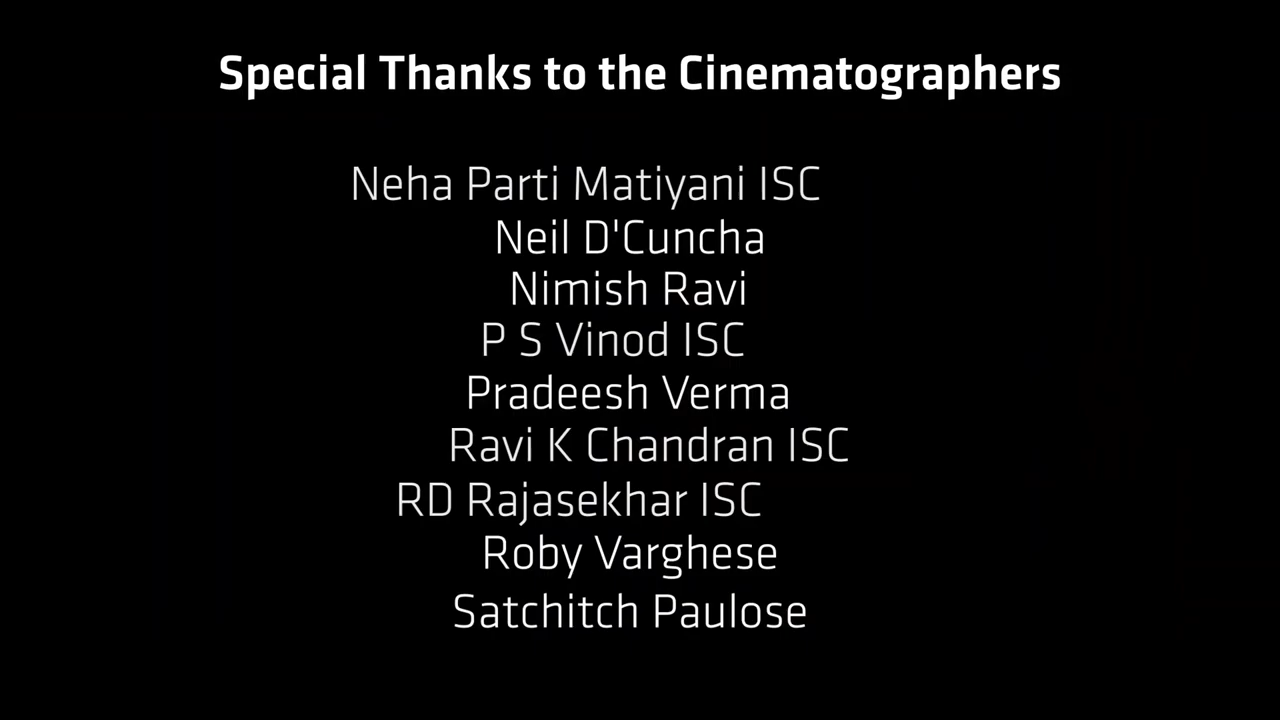 Special Thanks to the Cinematographers
Neha Parti Matiyani ISC
Neil D'Cuncha
Nimish Ravi
P S Vinod ISC
Pradeesh Verma
Ravi K Chandran ISC
RD Rajasekhar ISC
Roby Varghese
Satchitch Paulose